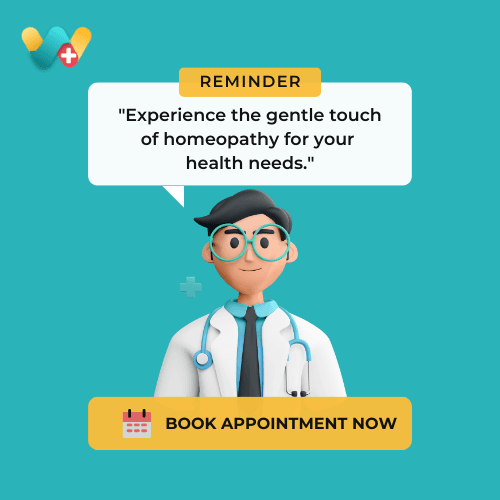 REMINDER
"Experience the gentle touch
of homeopathy for your
health needs."
BOOK APPOINTMENT NOW